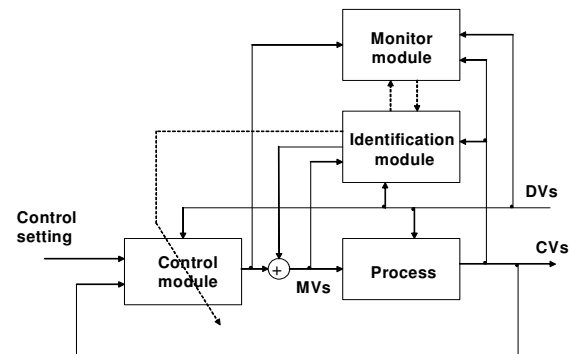 Monitor
module
Identification
module
DVs
Control
setting
CVs
Control
module
+
MVs
Process